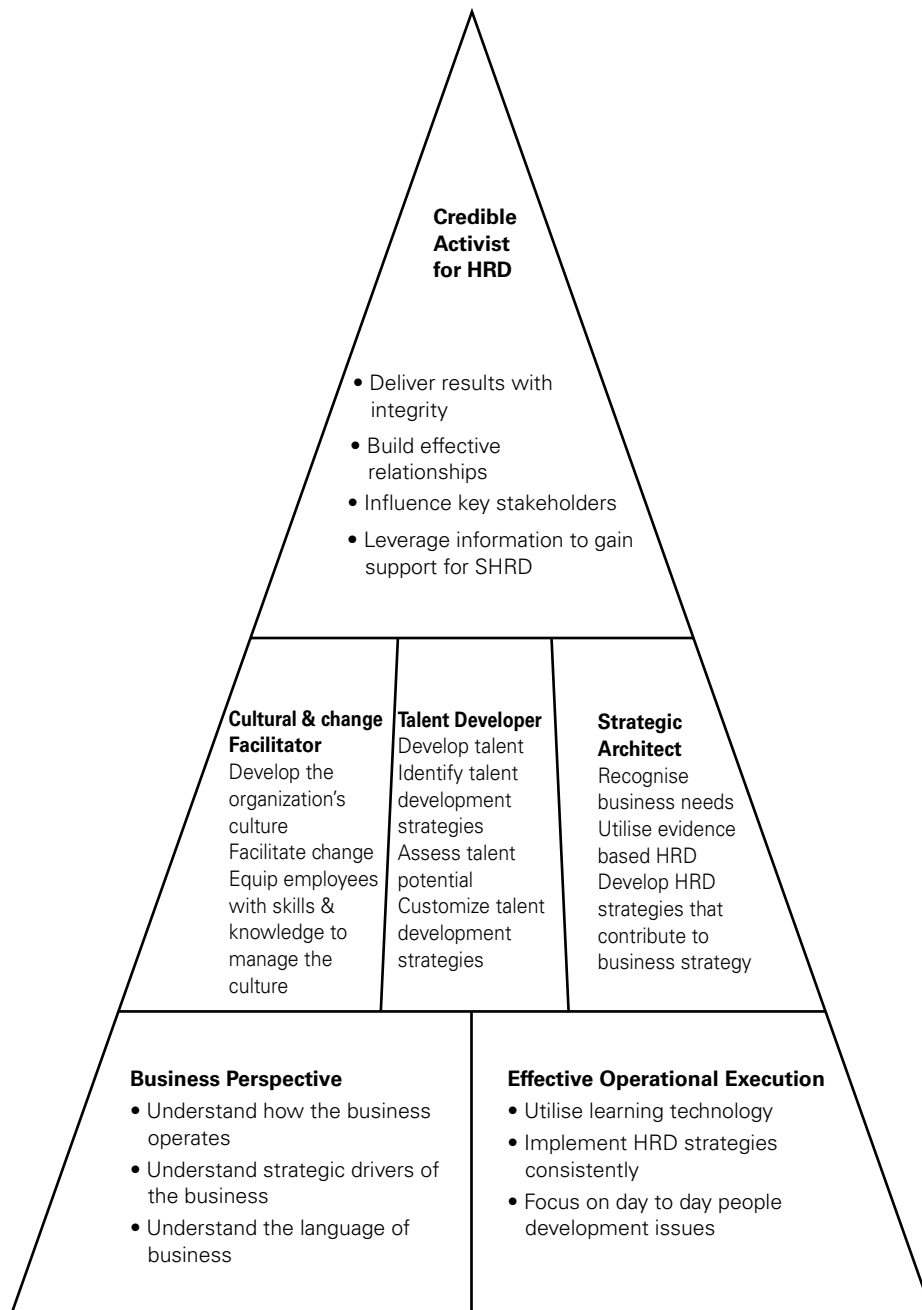 Credible
Activist
for HRD
• Deliver results with
integrity
• Build effective
relationships
• Influence key stakeholders
• Leverage information to gain
support for SHRD
Cultural & change
Facilitator
Develop the
organization's
culture
Facilitate change
Equip employees
with skills &
knowledge to
manage the
culture
Talent Developer
Develop talent
Identify talent
development
strategies
Assess talent
potential
Customize talent
development
strategies
Strategic
Architect
Recognise
business needs
Utilise evidence
based HRD
Develop HRD
strategies that
contribute to
business strategy
Business Perspective
• Understand how the business
operates
• Understand strategic drivers of
the business
• Understand the language of
business
Effective Operational Execution
• Utilise learning technology
• Implement HRD strategies
consistently
• Focus on day to day people
development issues